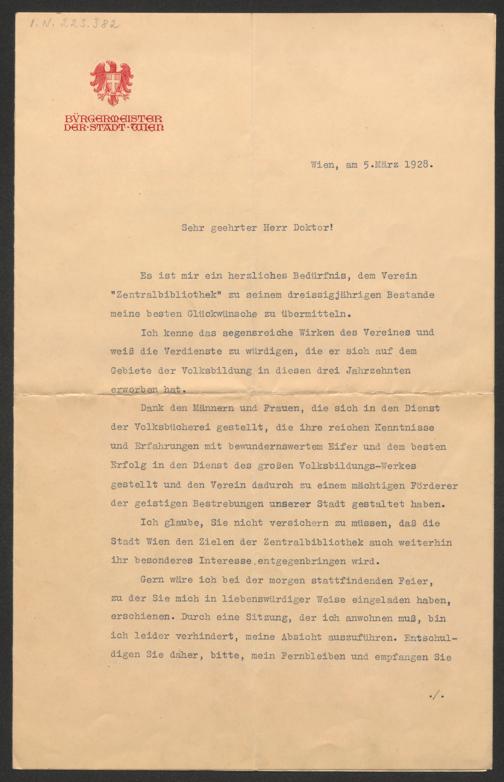 I.N. 223.382
BÜRGERMEISTER
DER·STADT·WIEN
Wien, am 5.März 1928.
Sehr geehrter Herr Doktor!
Es ist mir ein herzliches Bedürfnis, dem Verein
"Zentralbibliothek" zu seinem dreissigjährigen Bestande
meine besten Glückwünsche zu übermitteln.
Ich kenne das segensreiche Wirken des Vereines und
weiß die Verdienste zu würdigen, die er sich auf dem
Gebiete der Volksbildung in diesen drei Jahrzehnten
erworben hat.
Dank den Männern und Frauen, die sich in den Dienst
der Volksbücherei gestellt, die ihre reichen Kenntnisse
und Erfahrungen mit bewundernswertem Eifer und dem besten
Erfolg in den Dienst des großen Volksbildungs-Werkes
gestellt und den Verein dadurch zu einem mächtigen Förderer
der geistigen Bestrebungen unserer Stadt gestaltet haben.
Ich glaube, Sie nicht versichern zu müssen, daß die
Stadt Wien den Zielen der Zentralbibliothek auch weiterhin
ihr besonderes Interesse entgegenbringen wird.
Gern wäre ich bei der morgen stattfindenden Feier,
zu der Sie mich in liebenswürdiger Weise eingeladen haben,
erschienen. Durch eine Sitzung, der ich anwohnen muß, bin
ich leider verhindert, meine Absicht auszuführen. Entschul-
digen Sie daher, bitte, mein Fernbleiben und empfangen Sie
./.